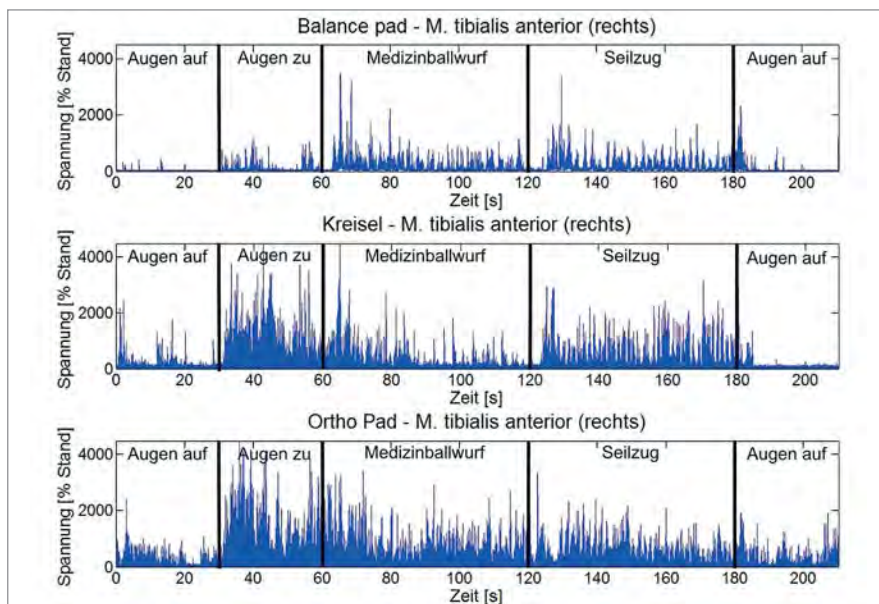 Balance pad - M. tibialis anterior (rechts)
Spannung [% Stand]
4000
2000
0
Augen auf Augen zu Medizinballwurf Seilzug Augen auf
0 20 40 60 80 100 120 140 160 180 200
Zeit [s]
Kreisel - M. tibialis anterior (rechts)
Spannung [% Stand]
4000
2000
0
Augen auf Augen zu Medizinballwurf Seilzug Augen auf
0 20 40 60 80 100 120 140 160 180 200
Zeit [s]
Ortho Pad - M. tibialis anterior (rechts)
Spannung [% Stand]
4000
2000
0
Augen auf Augen zu Medizinballwurf Seilzug Augen auf
0 20 40 60 80 100 120 140 160 180 200
Zeit [s]